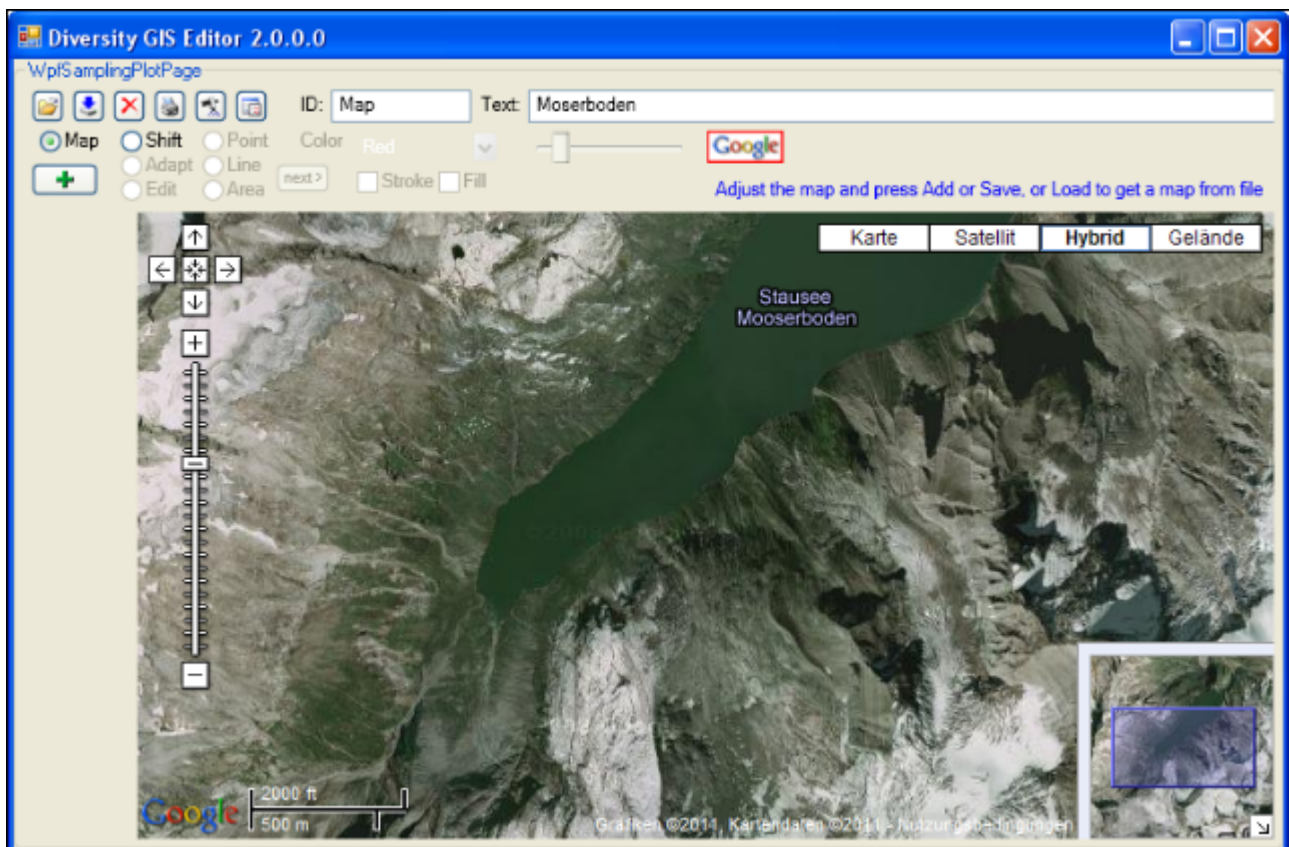 Diversity GIS Editor 2.0.0.0
WpfSamplingPlotPage
ID: Map Text: Moserboden
Map Shift Point Color Red Google
Adapt Line
Edit Area next > Stroke Fill
Adjust the map and press Add or Save, or Load to get a map from file
Karte Satellit Hybrid Gelände
Stausee
Mooserboden
2000 ft
Google
500 m
Grafiken ©2011, Kartendaten ©2011 - Nutzungsbedingungen